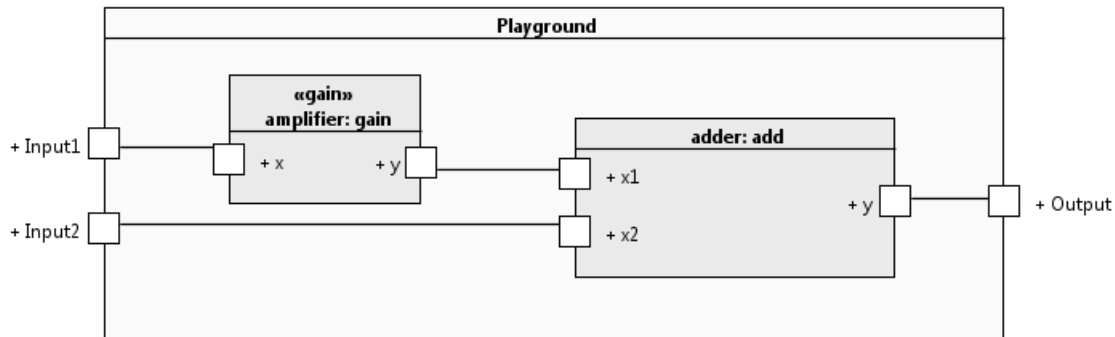 Playground
«gain»
amplifier: gain
+ Input1
+ x
+ y
adder: add
+ x1
+ y
+ Output
+ Input2
+ x2